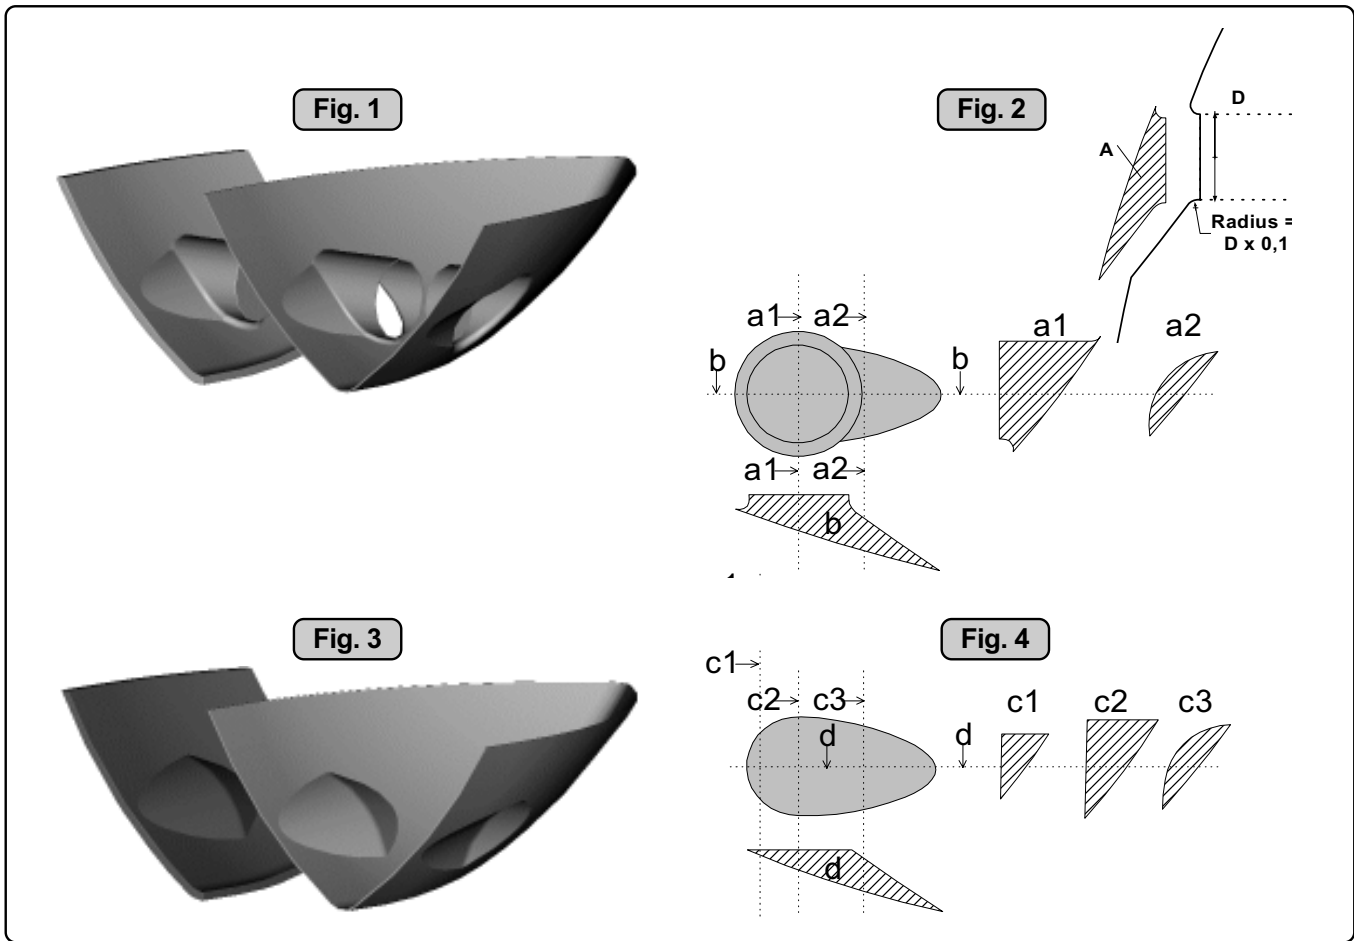 Fig. 1
Fig. 2
D
A
Radius =
D x 0,1
a1 a2
a1
a2
b
b
a1 a2
b
Fig. 3
Fig. 4
c1
c2 c3
c1
c2
c3
d
d
d